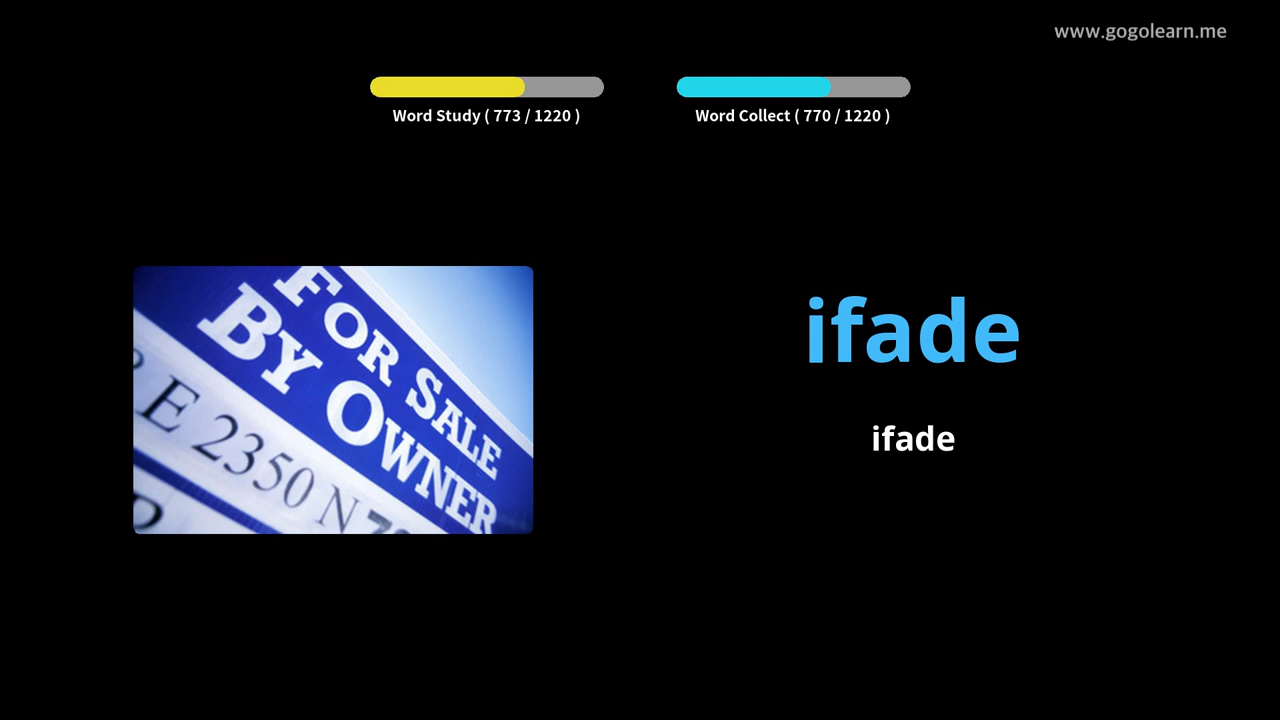 www.gogolearn.me
Word Study ( 773 / 1220 )
Word Collect ( 770 / 1220 )
FOR SALE
BY OWNER
E 2350 N
ifade
ifade